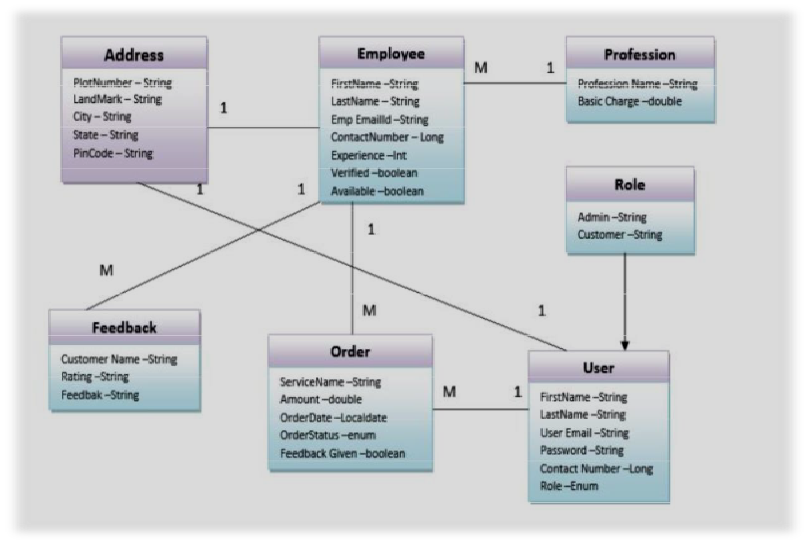 Address
PlotNumber – String
LandMark – String
City – String
State – String
PinCode – String
Employee
FirstName –String
LastName – String
Emp EmailId –String
ContactNumber – Long
Experience –Int
Verified –boolean
Available –boolean
Profession
Profession Name –String
Basic Charge –double
M
1
1
Role
Admin –String
Customer –String
1
1
1
M
M
1
Feedback
Customer Name –String
Rating –String
Feedbak –String
Order
ServiceName –String
Amount –double
OrderDate –Localdate
OrderStatus –enum
Feedback Given –boolean
M
1
User
FirstName –String
LastName –String
User Email –String
Password –String
Contact Number –Long
Role –Enum